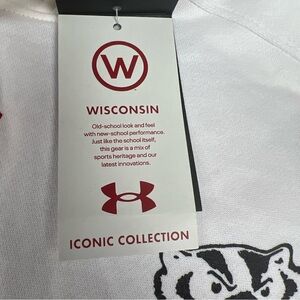 W
WISCONSIN
Old-school look and feel
with new-school performance.
Just like the school itself,
this gear is a mix of
sports heritage and our
latest innovations.
ICONIC COLLECTION